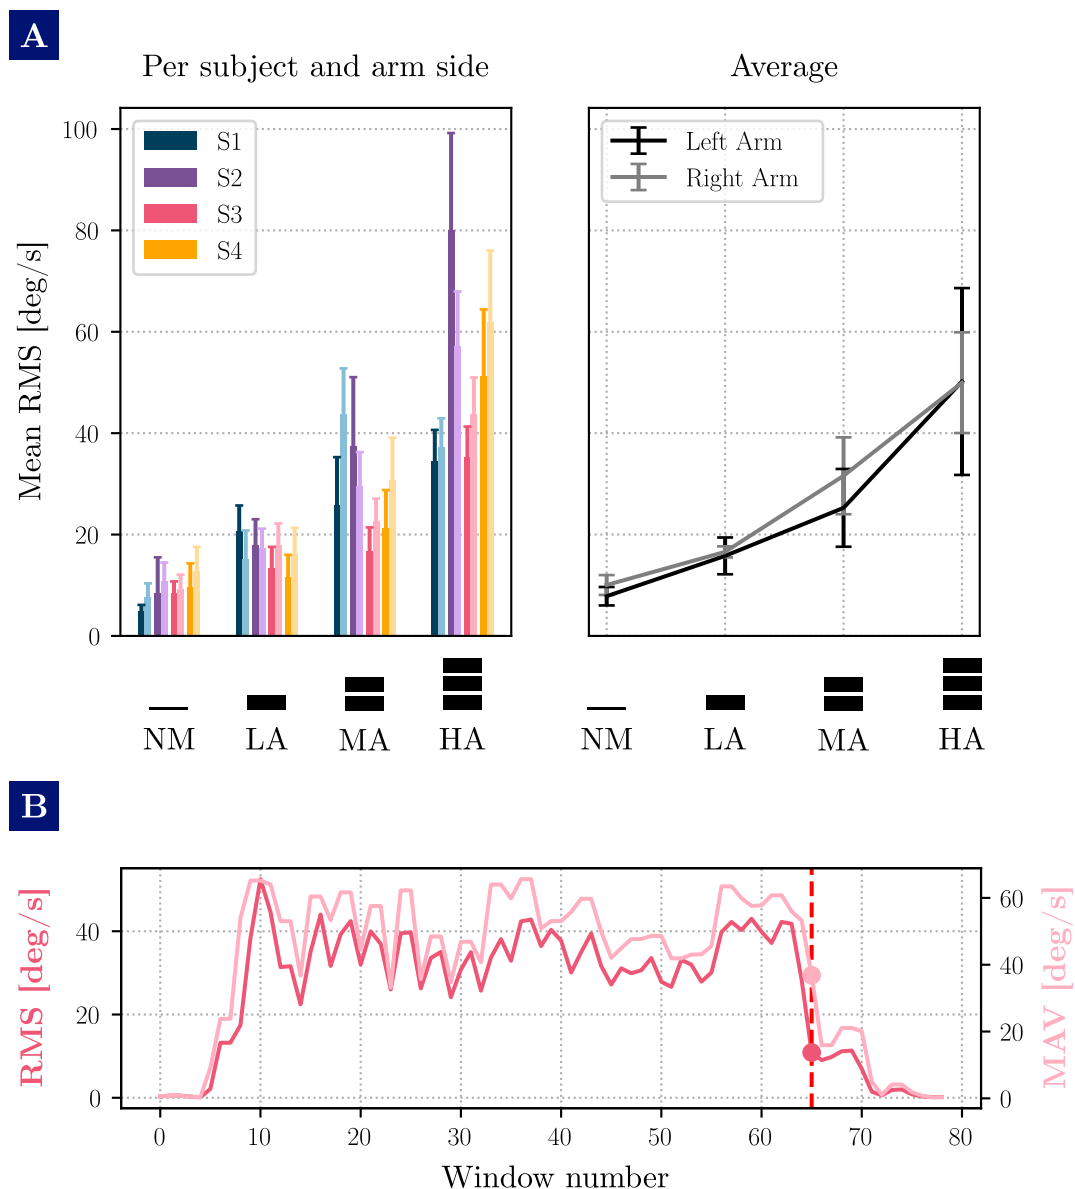 A
Per subject and arm side
Average
Mean RMS [deg/s]
100
80
60
40
20
0
S1
S2
S3
S4
Left Arm
Right Arm
NM LA MA HA
NM LA MA HA
B
RMS [deg/s]
40
20
0
60
40
20
0
MAV [deg/s]
0 10 20 30 40 50 60 70 80
Window number